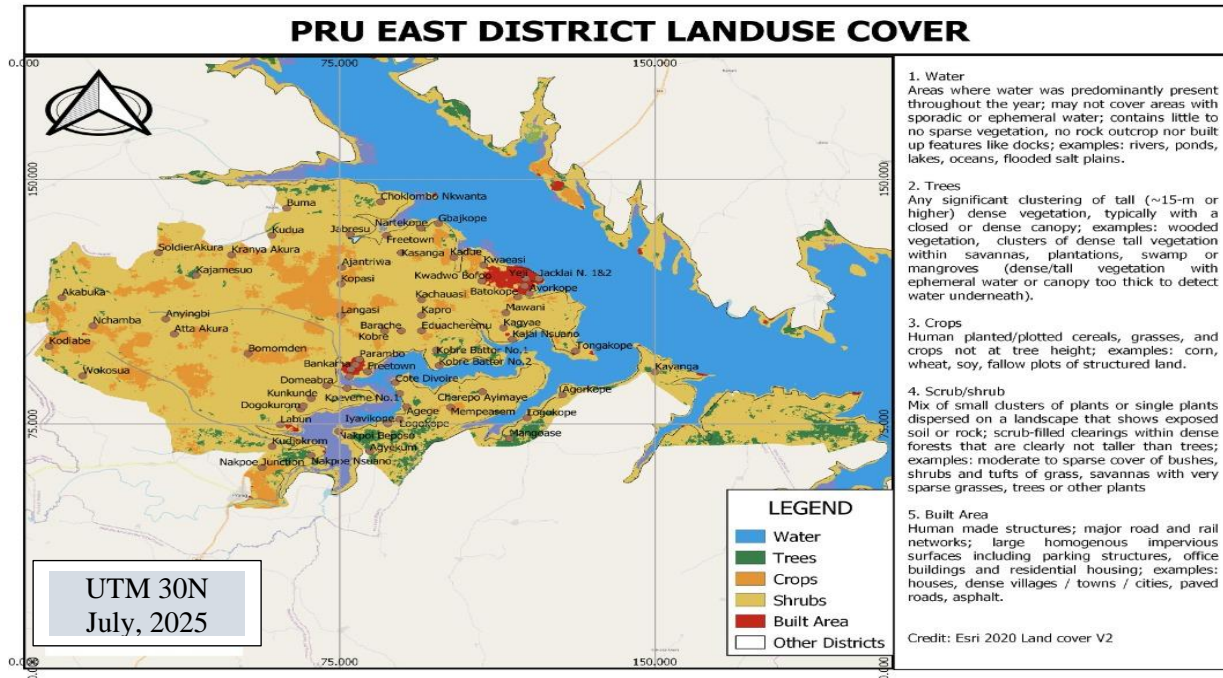 PRU EAST DISTRICT LANDUSE COVER
0.000
75.000
150.000
150.000
150.000
Buma
Choklombo Nkwanta
Kudua
Nartekope
Gbajkope
Jabresu
Freetown
SoldierAkura
Kranya Akura
Kasanga
Kadue
Kwaeasi
Ajantriwa
Kajamesuo
Kopasi
Kwadwo Bofoo
Yeji
Jacklai N. 1&2
Batokope
Avorkope
Akabuka
Kachauasi
Mawani
Nchamba
Anyingbi
Langasi
Kapro
Atta Akura
Barache
Eduacheremu
Kagyae
Kobre
Kajai Nsuano
Kodiabe
Bomomden
Parambo
Kobre Battor No.1
Tongakope
Bankama
Freetown
Kobre Battor No.2
Wokosua
Kayanga
Domeabra
Cote Divoire
Kunkunde
Kpeveme No.1
Cherepo Ayimaye
IAgorkope
Dogokurom
Agege
Mempeasem
Labun
Iyavikope
Logokope
Logokope
75.000
75.000
Nakpoi Beposo
Mangoase
Kudjokrom
Agyekum
Nakpoe Junction
Nakpoe Nsuano
0.000
75.000
150.000
0.000
UTM 30N
July, 2025
LEGEND
Water
Trees
Crops
Shrubs
Built Area
Other Districts
1. Water
Areas where water was predominantly present
throughout the year; may not cover areas with
sporadic or ephemeral water; contains little to
no sparse vegetation, no rock outcrop nor built
up features like docks; examples: rivers, ponds,
lakes, oceans, flooded salt plains.
2. Trees
Any significant clustering of tall (~15-m or
higher) dense vegetation, typically with a
closed or dense canopy; examples: wooded
vegetation, clusters of dense tall vegetation
within savannas, plantations, swamp or
mangroves (dense/tall vegetation with
ephemeral water or canopy too thick to detect
water underneath).
3. Crops
Human planted/plotted cereals, grasses, and
crops not at tree height; examples: corn,
wheat, soy, fallow plots of structured land.
4. Scrub/shrub
Mix of small clusters of plants or single plants
dispersed on a landscape that shows exposed
soil or rock; scrub-filled clearings within dense
forests that are clearly not taller than trees;
examples: moderate to sparse cover of bushes,
shrubs and tufts of grass, savannas with very
sparse grasses, trees or other plants
5. Built Area
Human made structures; major road and rail
networks; large homogenous impervious
surfaces including parking structures, office
buildings and residential housing; examples:
houses, dense villages / towns / cities, paved
roads, asphalt.
Credit: Esri 2020 Land cover V2